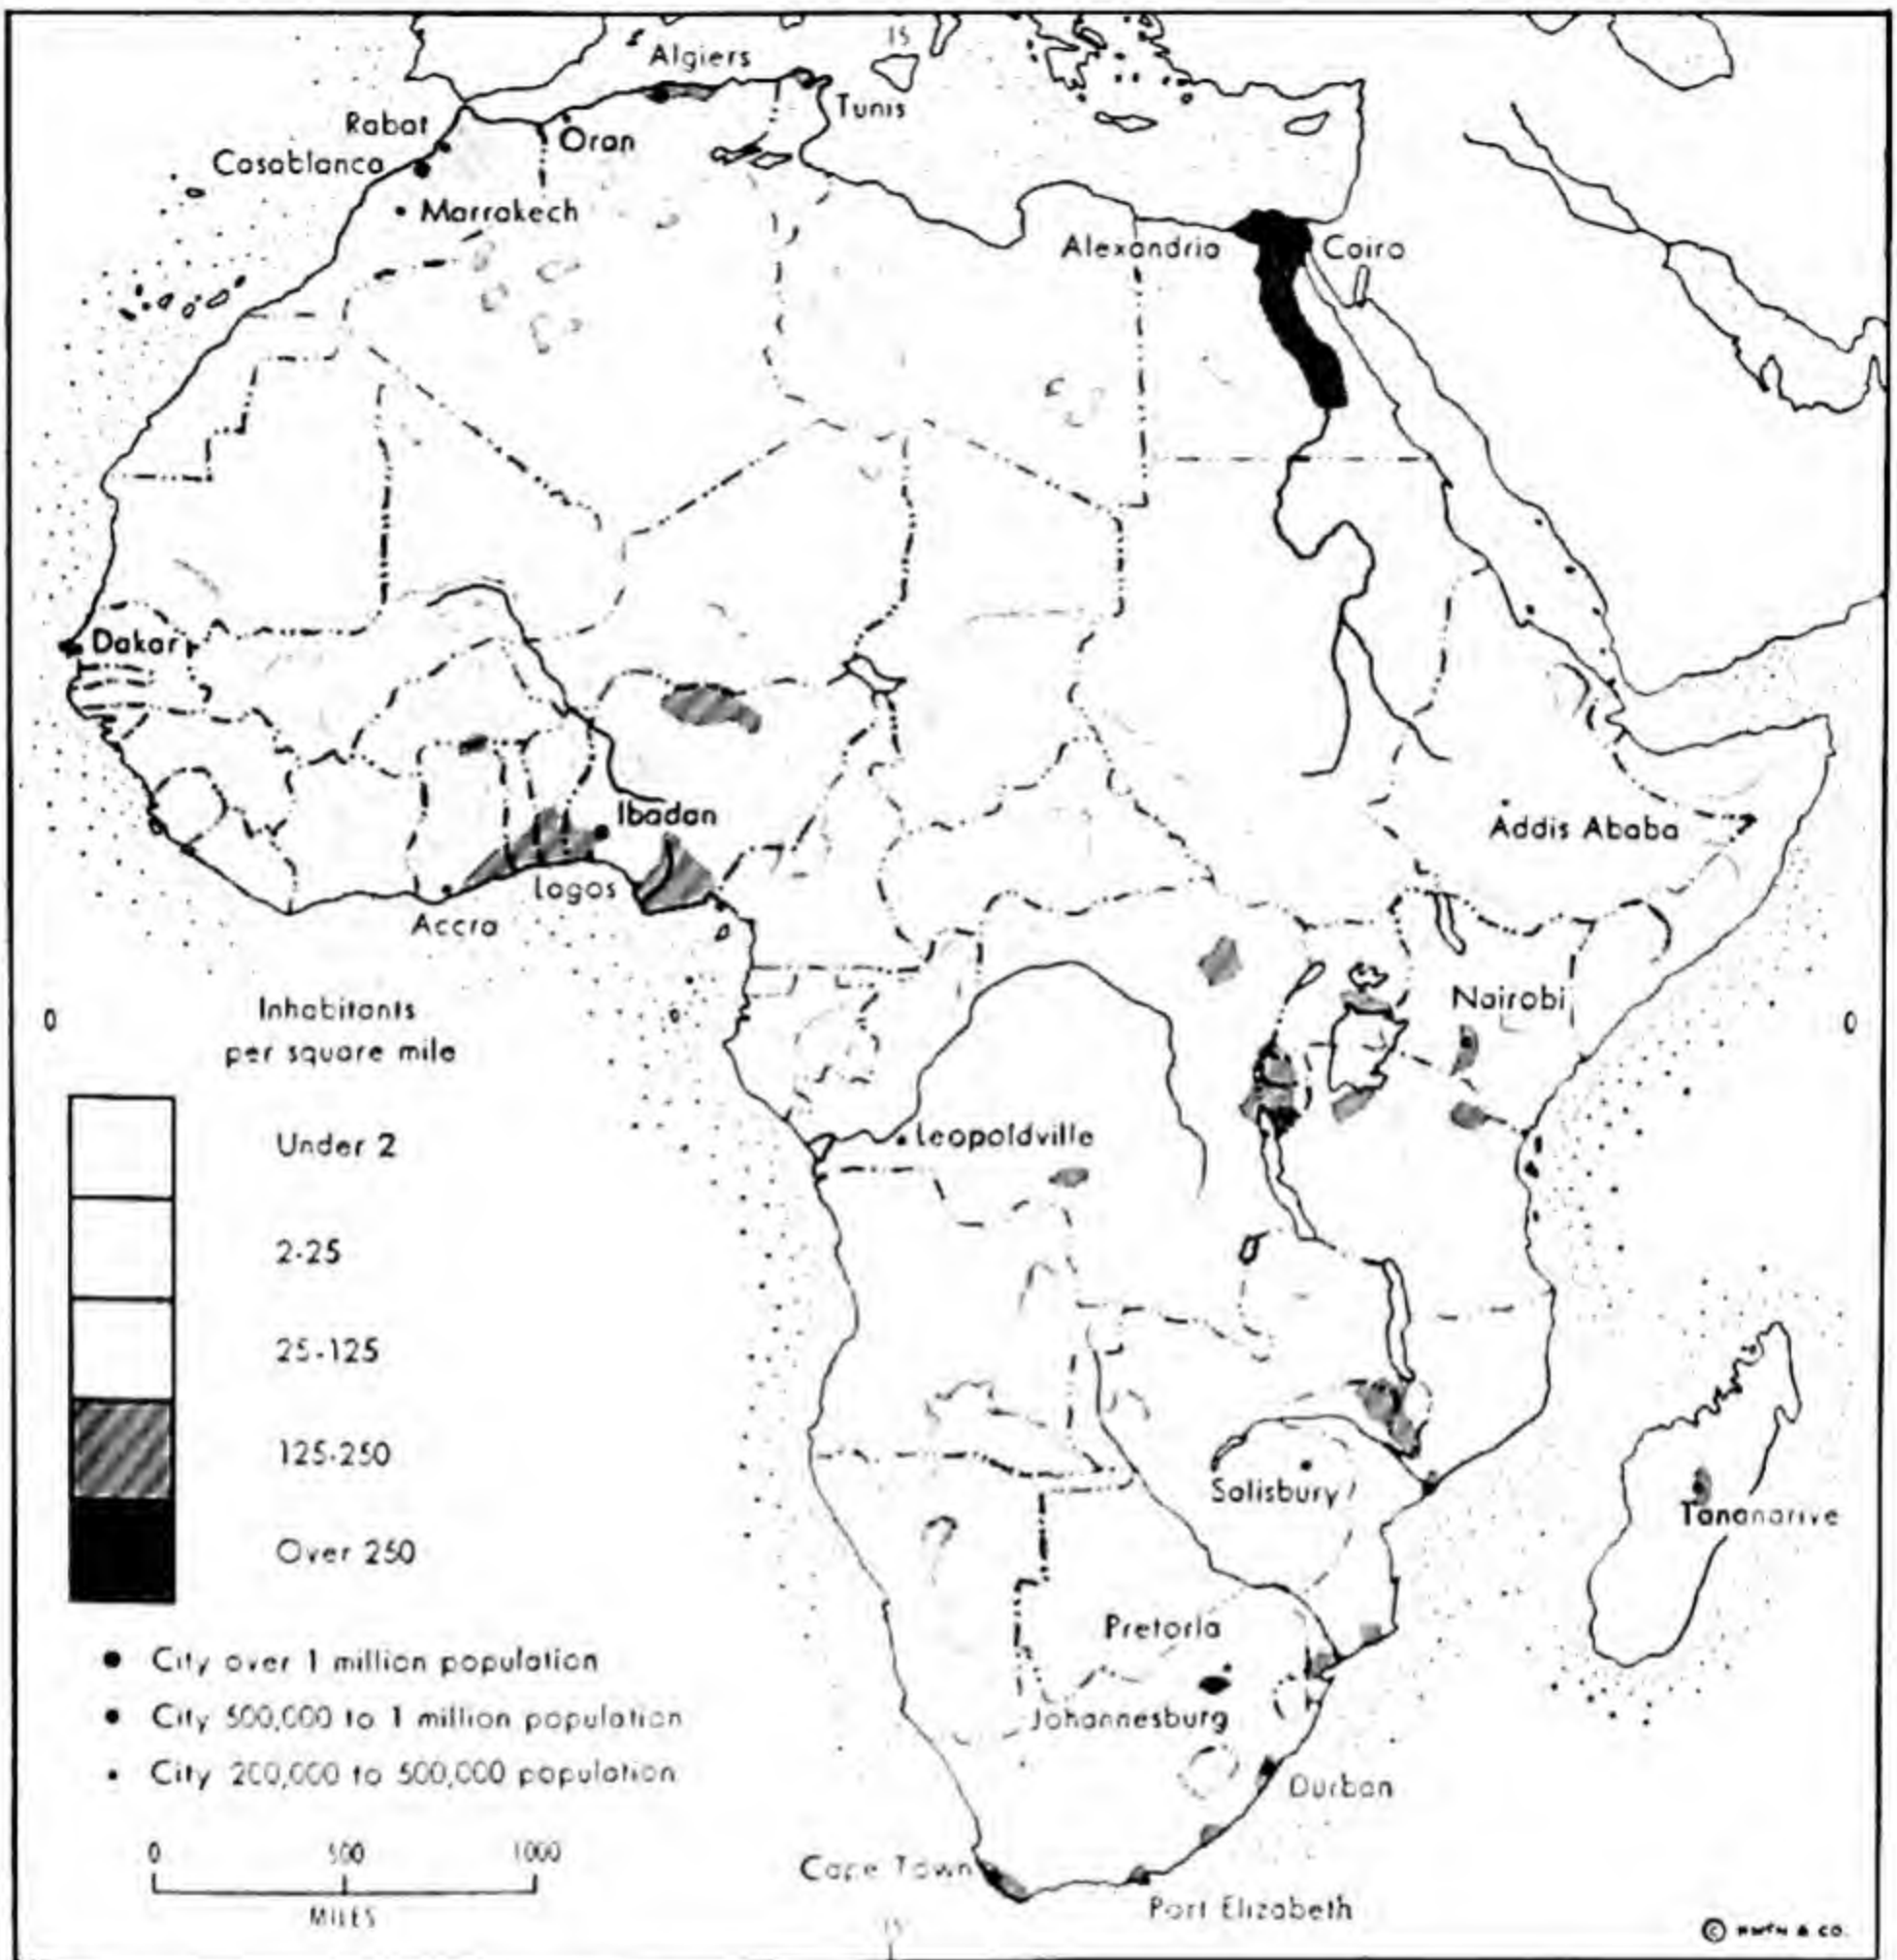 15
Algiers
Tunis
Rabat
Oran
Casablanca
Marrakech
Alexandria
Cairo
Dakar
Ibadan
Addis Ababa
Lagos
Accra
Nairobi
0
0
Inhabitants
per square mile
Under 2
2-25
25-125
125-250
Over 250
Leopoldville
Salisbury
Tananarive
Pretoria
Johannesburg
Durban
Cape Town
Port Elizabeth
City over 1 million population
City 500,000 to 1 million population
City 200,000 to 500,000 population
0 500 1000
MILES
15
© & CO.